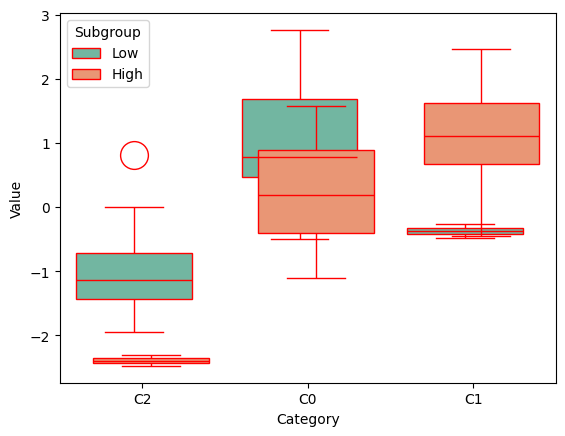 Subgroup
Low
High
3
2
1
0
−1
−2
Value
C2 C0 C1
Category